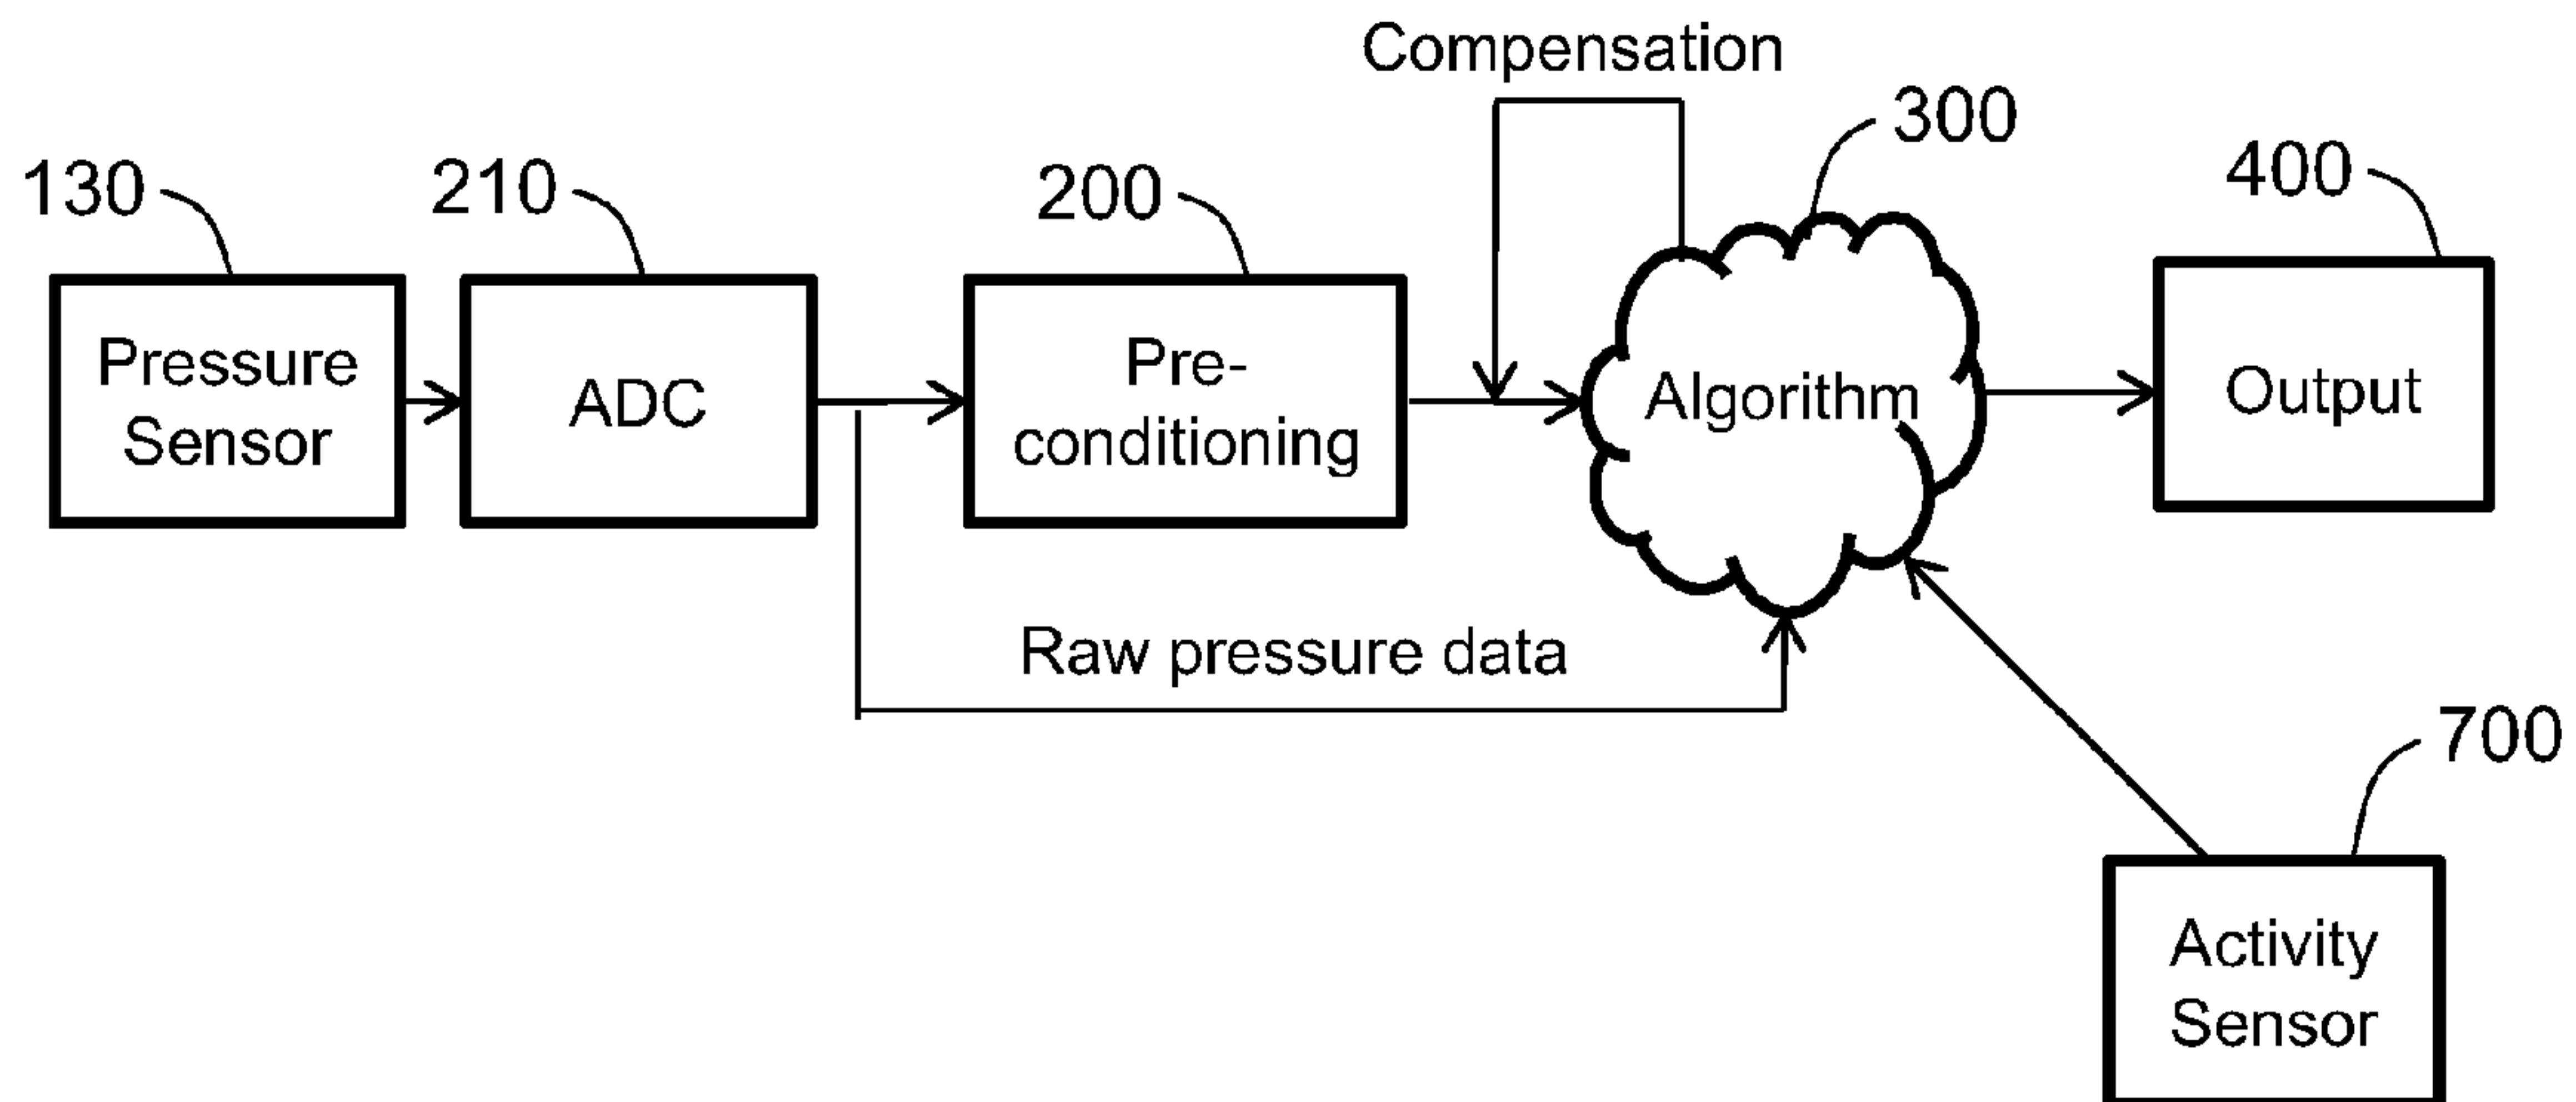 Compensation
300
130
210
200
400
Pressure
Sensor
ADC
Pre-
conditioning
Algorithm
Output
Raw pressure data
700
Activity
Sensor